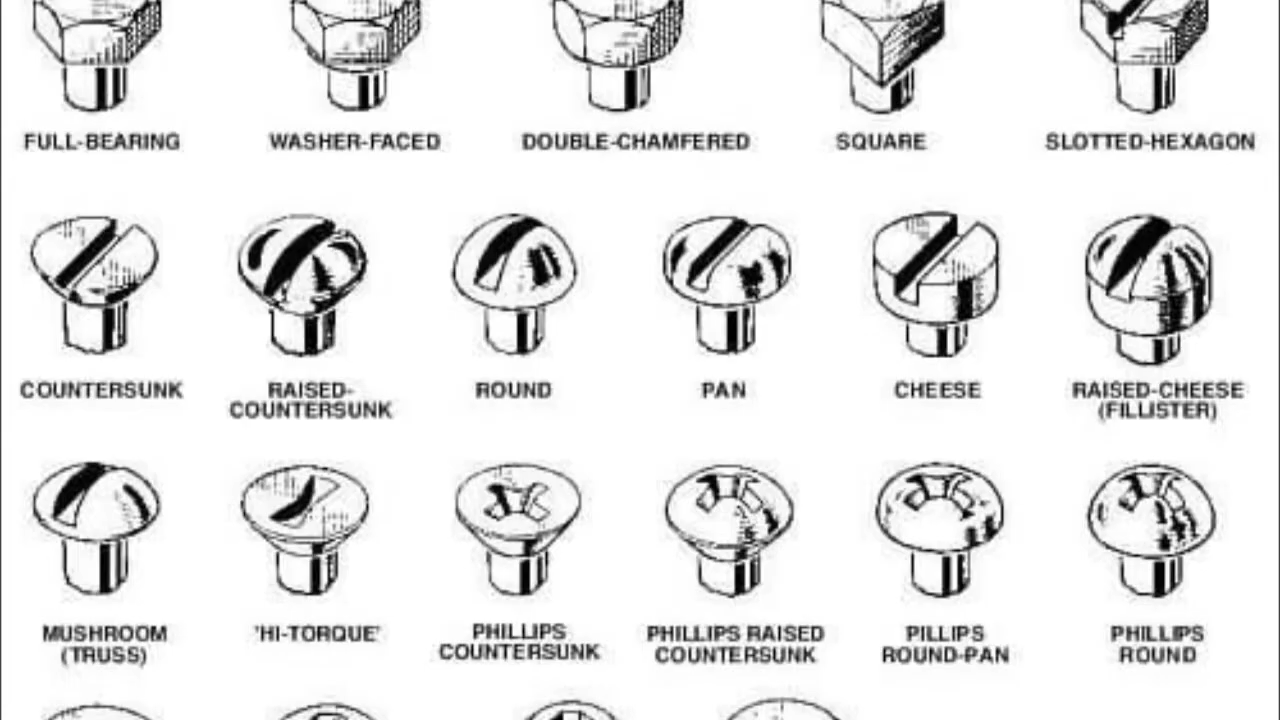 FULL-BEARING
WASHER-FACED
DOUBLE-CHAMFERED
SQUARE
SLOTTED-HEXAGON
COUNTERSUNK
RAISED-
COUNTERSUNK
ROUND
PAN
CHEESE
RAISED-CHEESE
(FILLISTER)
MUSHROOM
(TRUSS)
'HI-TORQUE'
PHILLIPS
COUNTERSUNK
PHILLIPS RAISED
COUNTERSUNK
PILLIPS
ROUND-PAN
PHILLIPS
ROUND